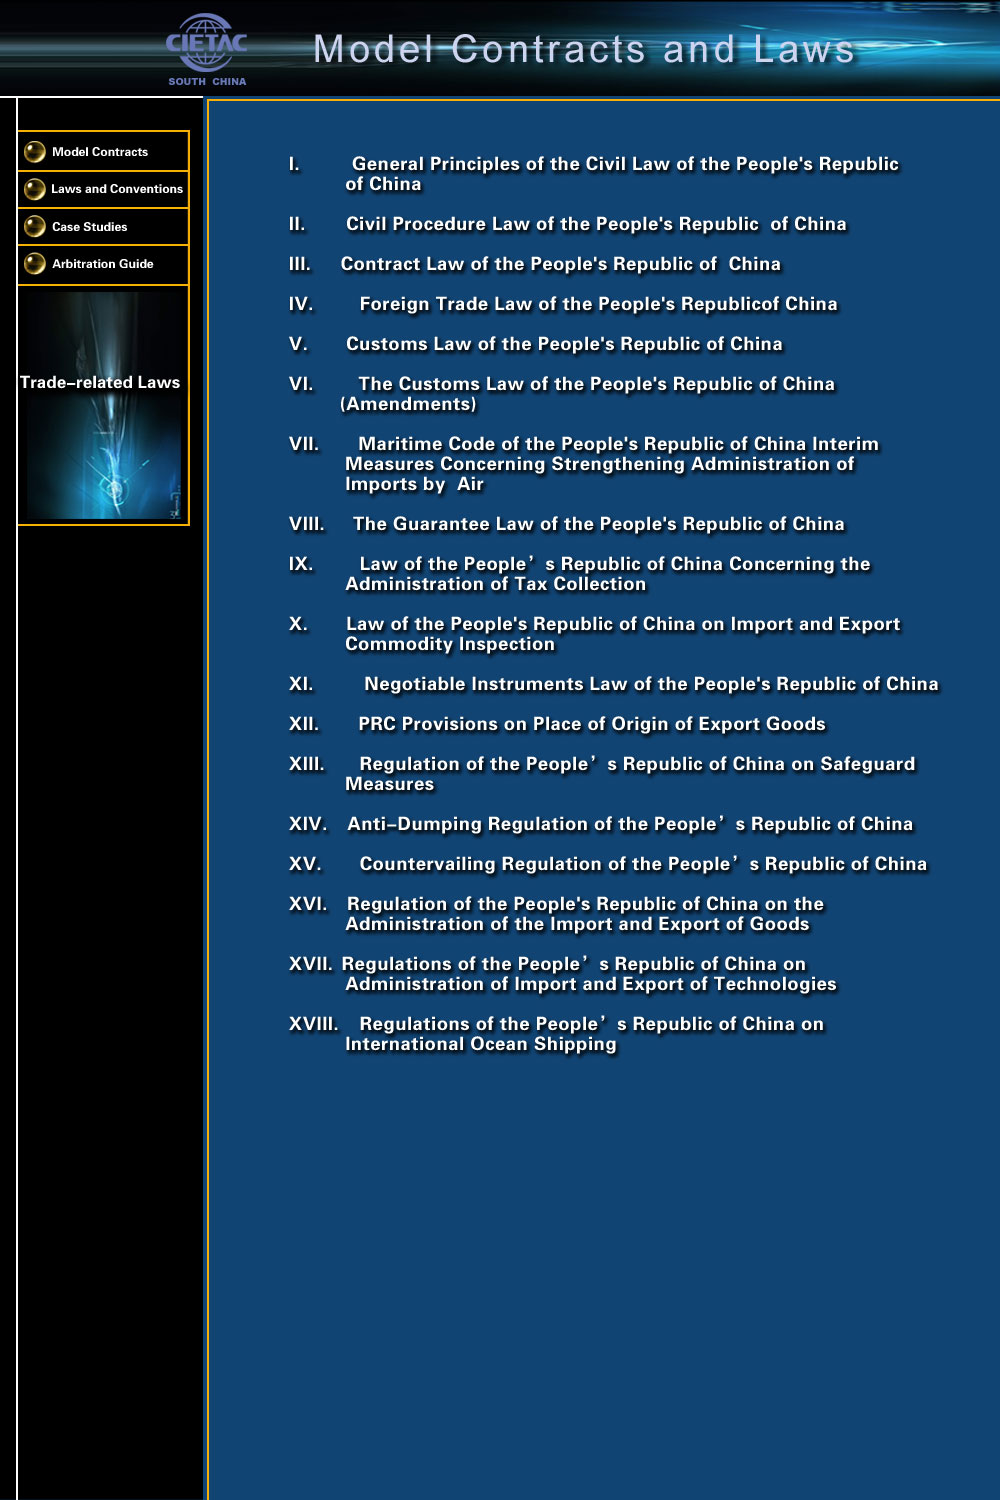 CIETAC
SOUTH CHINA
Model Contracts and Laws
Model Contracts
Laws and Conventions
Case Studies
Arbitration Guide
Trade-related Laws
I. General Principles of the Civil Law of the People's Republic
of China
II. Civil Procedure Law of the People's Republic of China
III. Contract Law of the People's Republic of China
IV. Foreign Trade Law of the People's Republicof China
V. Customs Law of the People's Republic of China
VI. The Customs Law of the People's Republic of China
(Amendments)
VII. Maritime Code of the People's Republic of China Interim
Measures Concerning Strengthening Administration of
Imports by Air
VIII. The Guarantee Law of the People's Republic of China
IX. Law of the People’s Republic of China Concerning the
Administration of Tax Collection
X. Law of the People's Republic of China on Import and Export
Commodity Inspection
XI. Negotiable Instruments Law of the People's Republic of China
XII. PRC Provisions on Place of Origin of Export Goods
XIII. Regulation of the People’s Republic of China on Safeguard
Measures
XIV. Anti-Dumping Regulation of the People’s Republic of China
XV. Countervailing Regulation of the People’s Republic of China
XVI. Regulation of the People's Republic of China on the
Administration of the Import and Export of Goods
XVII. Regulations of the People’s Republic of China on
Administration of Import and Export of Technologies
XVIII. Regulations of the People’s Republic of China on
International Ocean Shipping